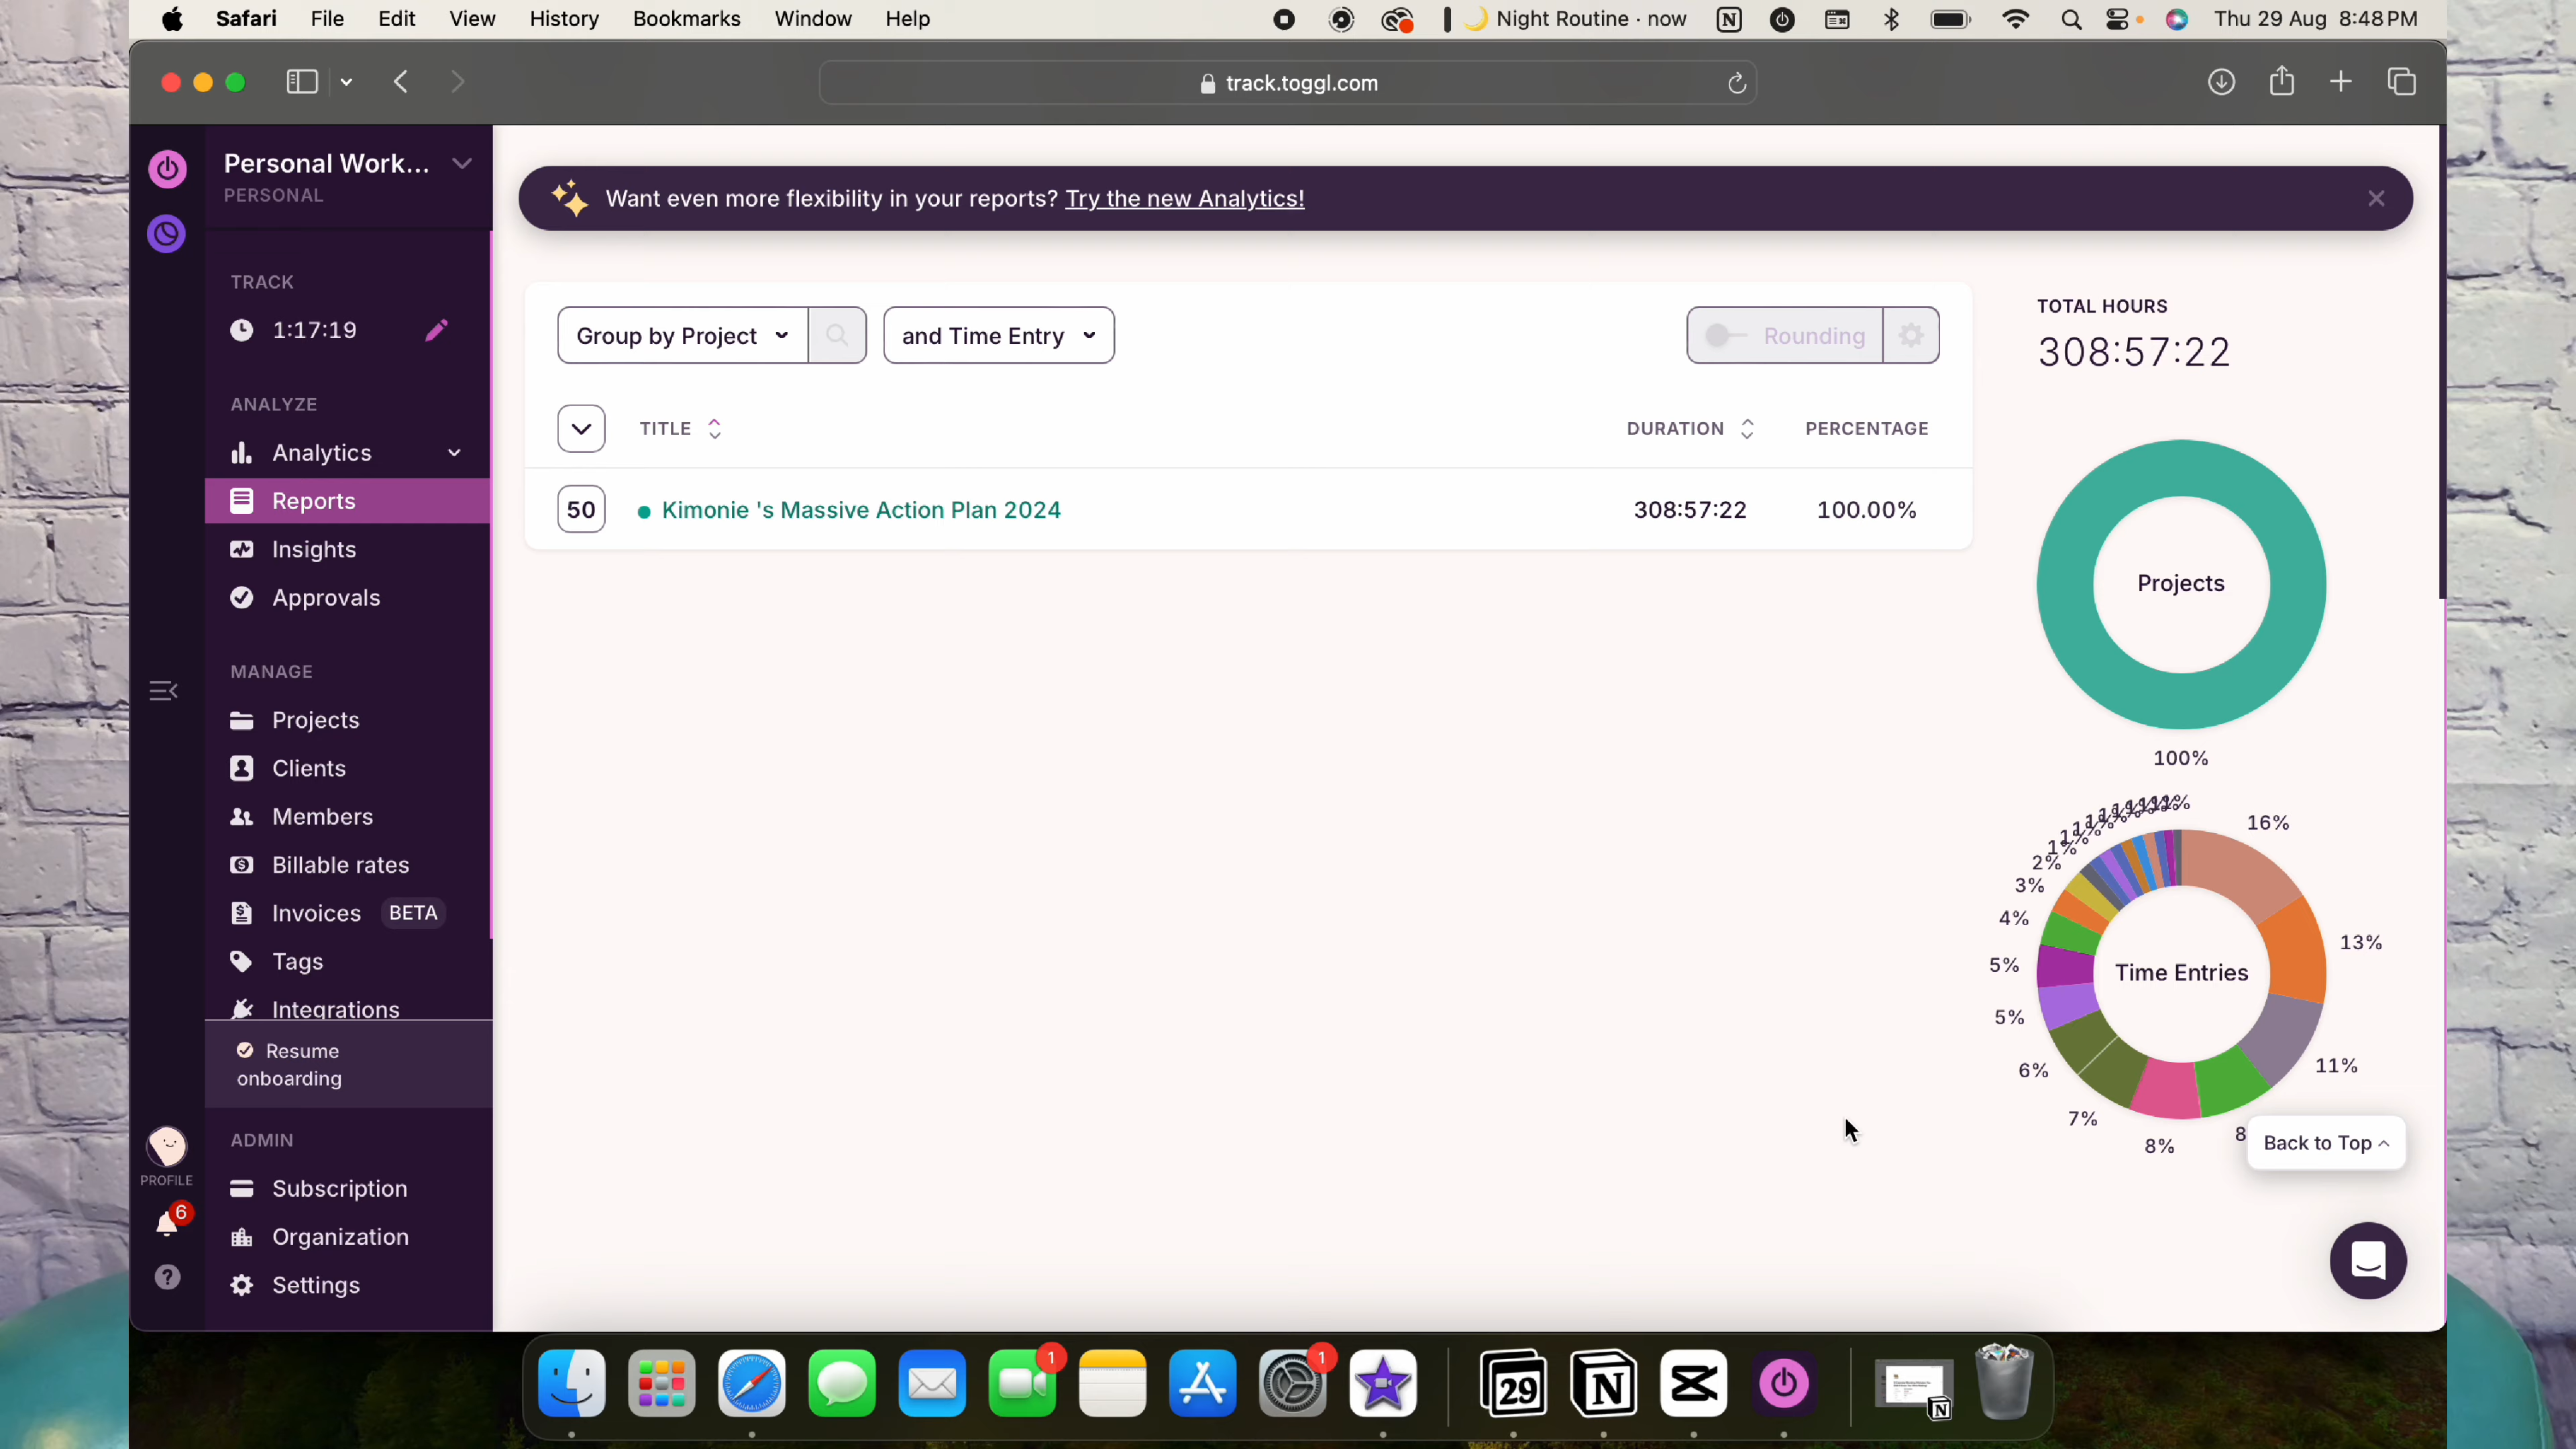 Safari File Edit View History Bookmarks Window Help
Night Routine · now
Thu 29 Aug 8:48 PM
track.toggl.com
Personal Work...
PERSONAL
TRACK
1:17:19
ANALYZE
Analytics
Reports
Insights
Approvals
MANAGE
Projects
Clients
Members
Billable rates
Invoices BETA
Tags
Integrations
Resume
onboarding
PROFILE
6
ADMIN
Subscription
Organization
Settings
Want even more flexibility in your reports? Try the new Analytics!
Group by Project and Time Entry Rounding
TITLE DURATION PERCENTAGE
50 Kimonie 's Massive Action Plan 2024 308:57:22 100.00%
TOTAL HOURS
308:57:22
Projects
100%
Time Entries
16%
13%
11%
8
8%
7%
6%
5%
5%
4%
3%
2%
1%
Back to Top
1
1
29